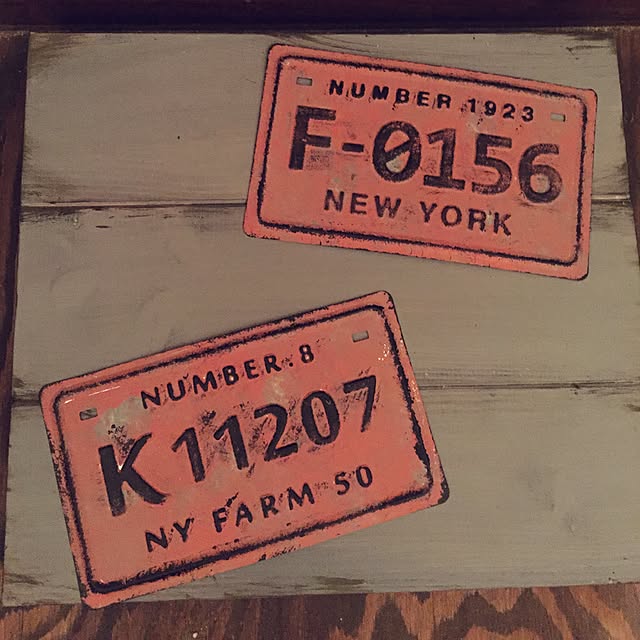 NUMBER 1923
F-0156
NEW YORK
NUMBER.8
K11207
NY FARM 50